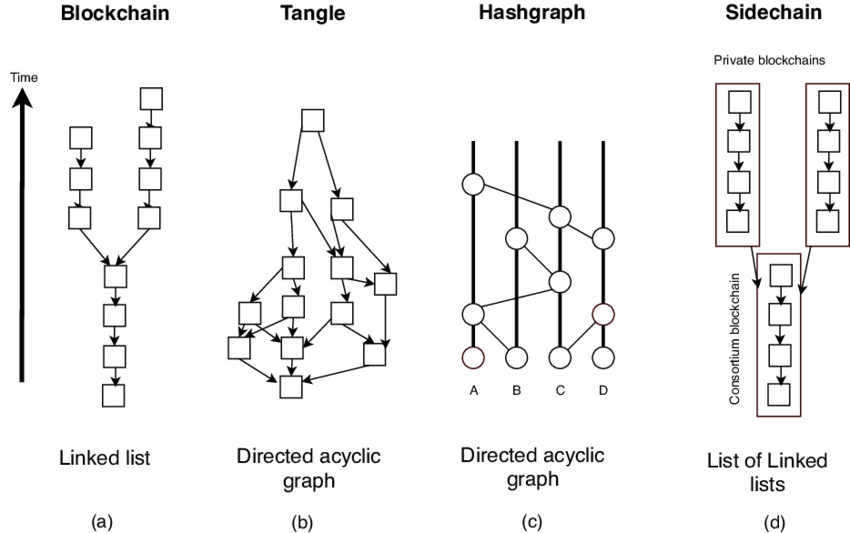 Blockchain
Tangle
Hashgraph
Sidechain
Time
Private blockchains
Consortium blockchain
A
B
C
D
Linked list
Directed acyclic
graph
Directed acyclic
graph
List of Linked
lists
(a)
(b)
(c)
(d)